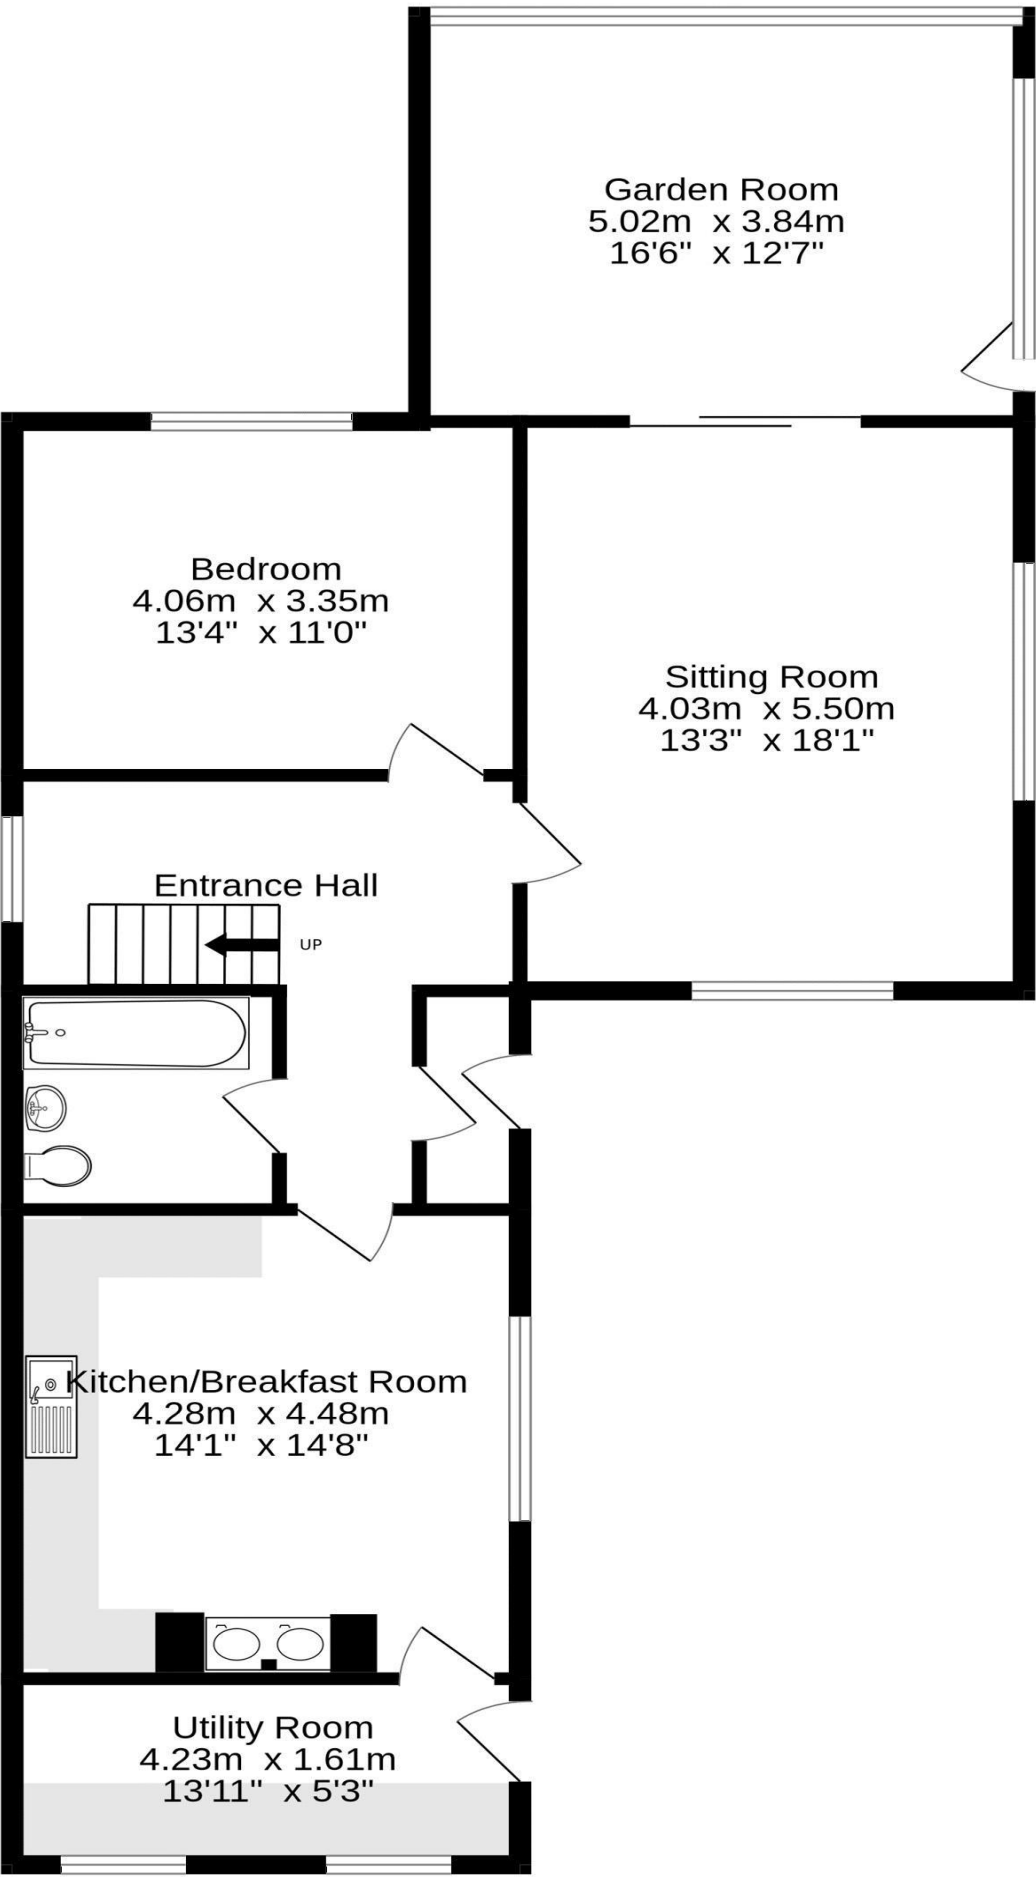 Garden Room
5.02m x 3.84m
16'6" x 12'7"
Bedroom
4.06m x 3.35m
13'4" x 11'0"
Sitting Room
4.03m x 5.50m
13'3" x 18'1"
Entrance Hall
UP
Kitchen/Breakfast Room
4.28m x 4.48m
14'1" x 14'8"
Utility Room
4.23m x 1.61m
13'11" x 5'3"